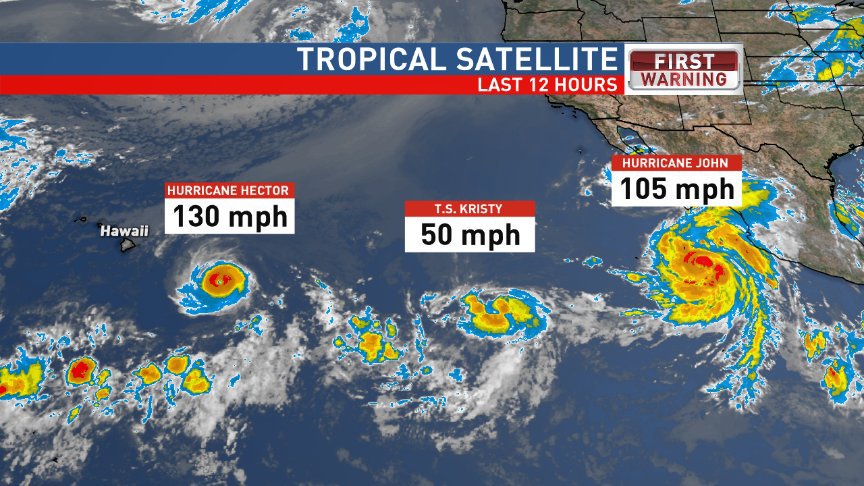 TROPICAL SATELLITE
LAST 12 HOURS
FIRST
WARNING
HURRICANE HECTOR
130 mph
Hawaii
T.S. KRISTY
50 mph
HURRICANE JOHN
105 mph